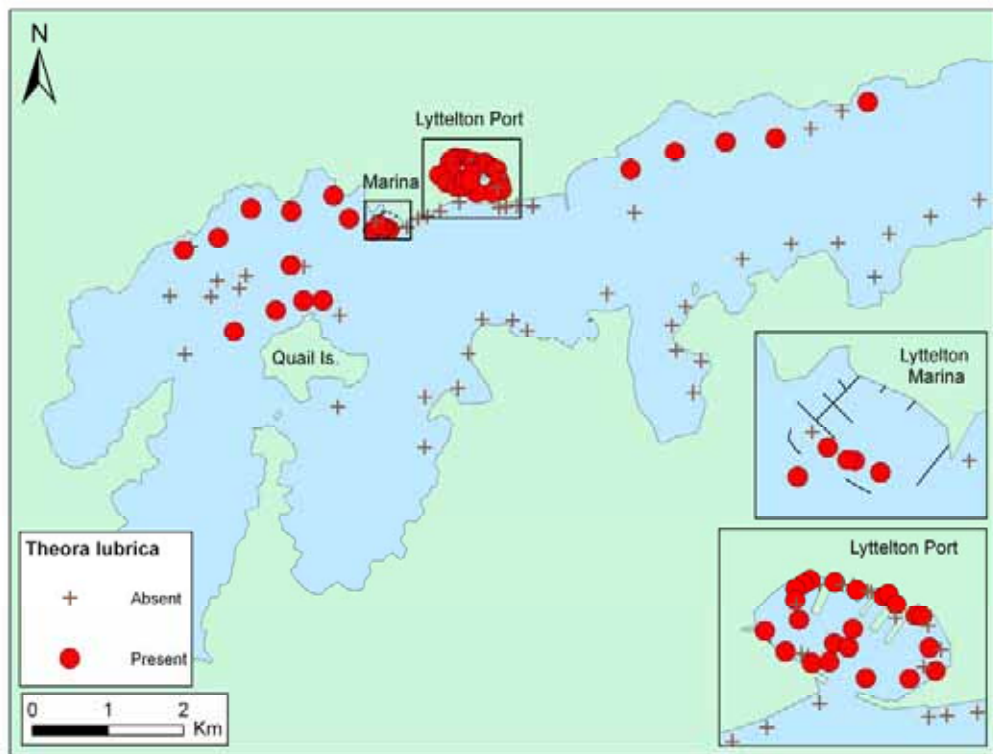 N
Lyttelton Port
Marina
Quail Is.
Lyttelton
Marina
Theora lubrica
Absent
Present
Lyttelton Port
0 1 2
Km